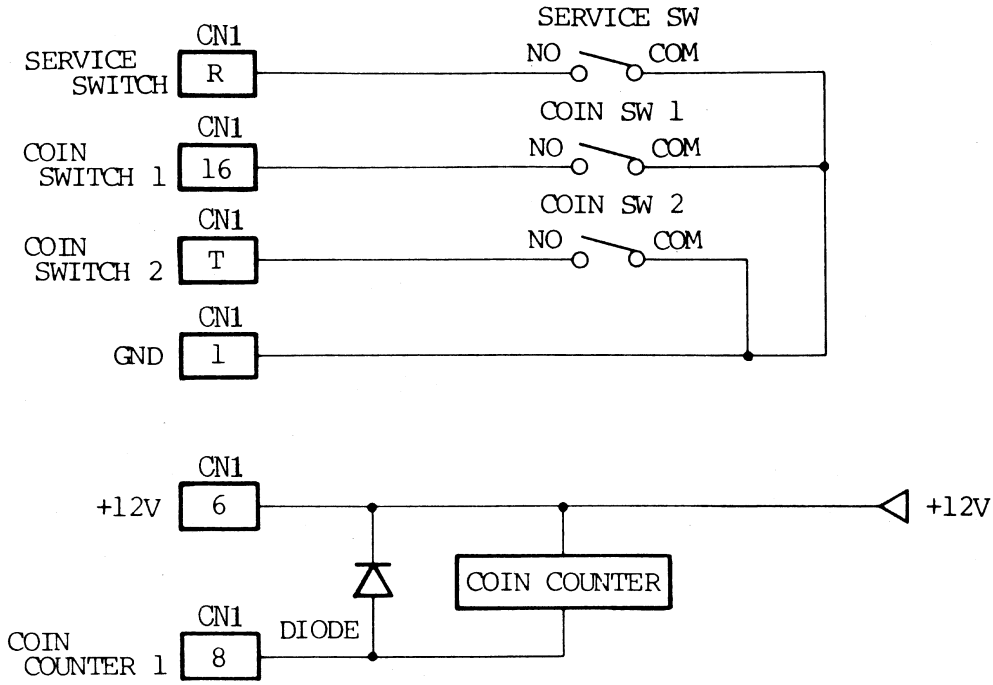 SERVICE SW
CN1
SERVICE
SWITCH
R
NO
COM
COIN SW 1
CN1
COIN
SWITCH 1
16
NO
COM
COIN SW 2
CN1
COIN
SWITCH 2
T
NO
COM
CN1
GND
1
CN1
+12V
6
+12V
COIN COUNTER
CN1
DIODE
COIN
COUNTER 1
8